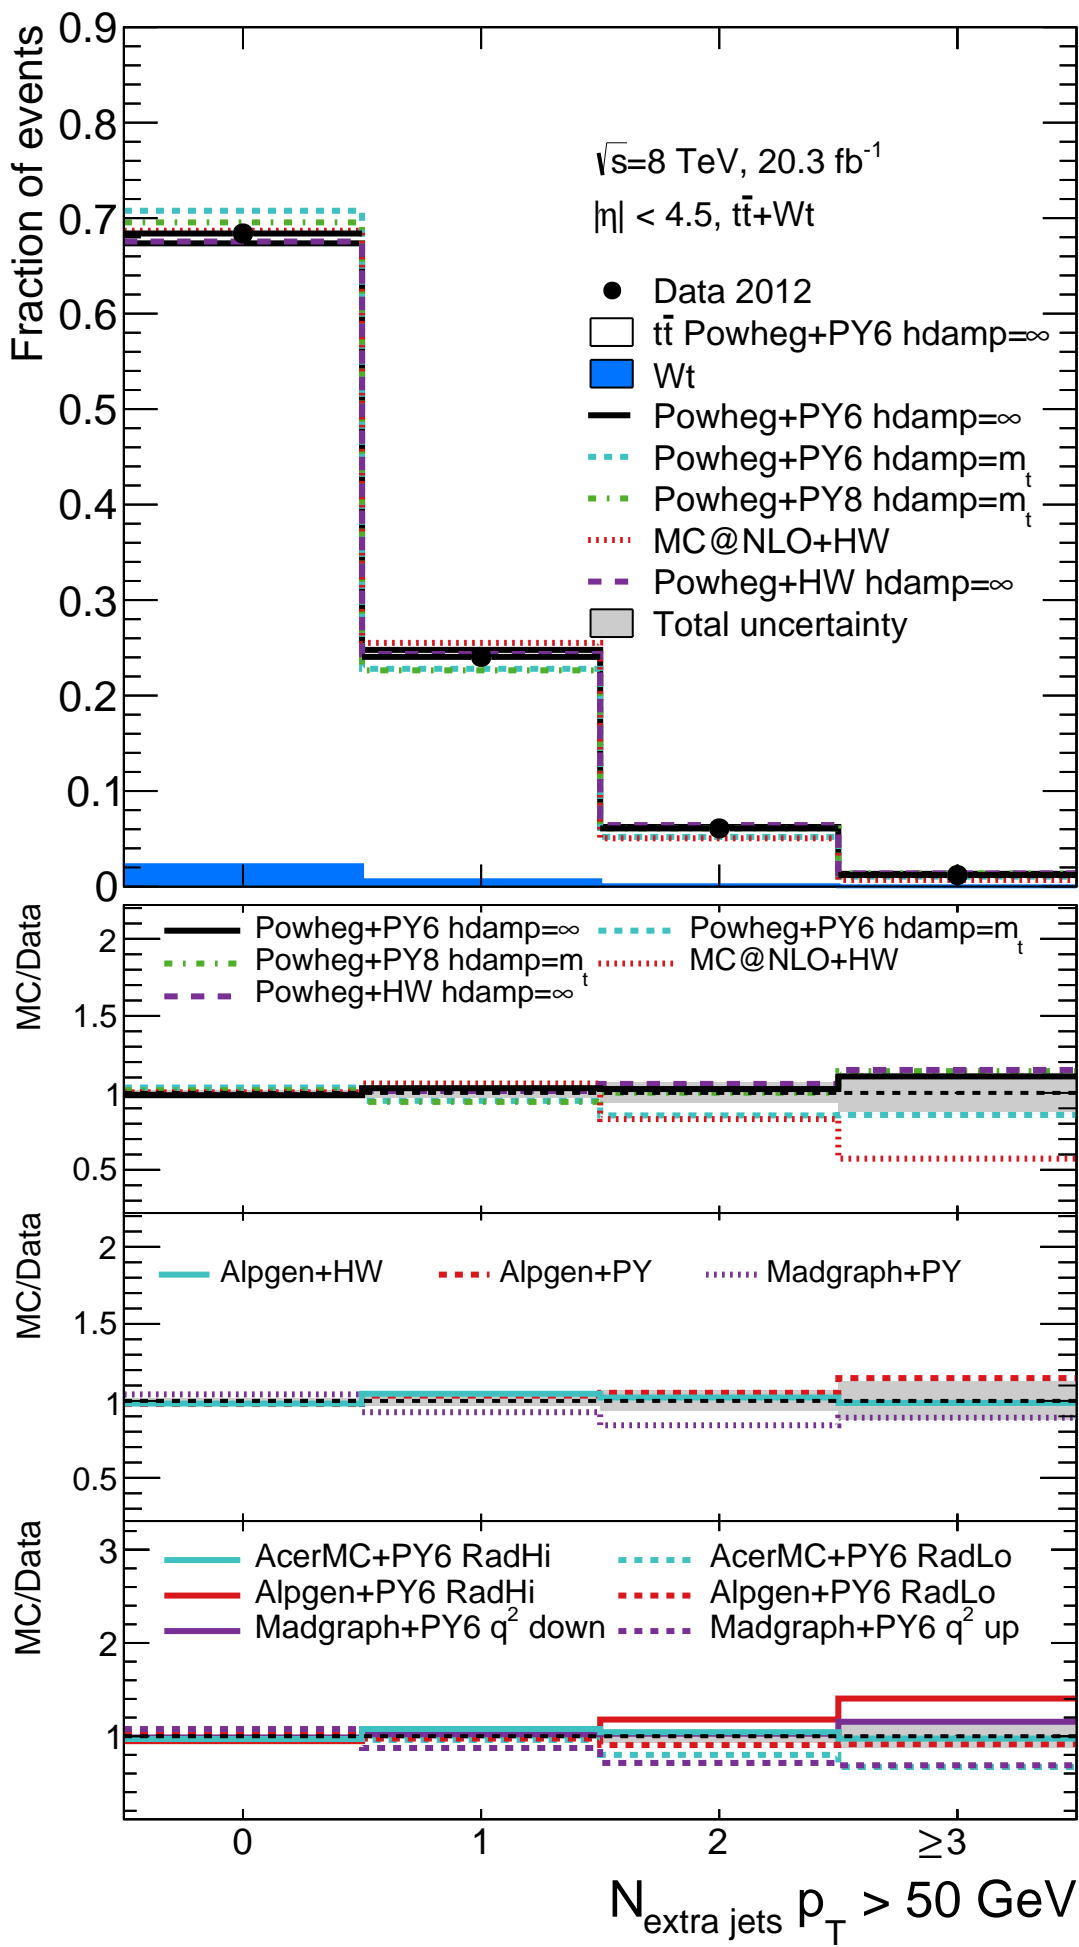 Fraction of events
0.9
0.8
0.7
0.6
0.5
0.4
0.3
0.2
0.1
0
√s=8 TeV, 20.3 fb⁻¹
|η| < 4.5, tt̄+Wt
Data 2012
tt̄ Powheg+PY6 hdamp=∞
Wt
Powheg+PY6 hdamp=∞
Powheg+PY6 hdamp=mₜ
Powheg+PY8 hdamp=mₜ
MC@NLO+HW
Powheg+HW hdamp=∞
Total uncertainty
MC/Data
2
1.5
1
0.5
Powheg+PY6 hdamp=∞ Powheg+PY6 hdamp=mₜ
Powheg+PY8 hdamp=mₜ MC@NLO+HW
Powheg+HW hdamp=∞
MC/Data
2
1.5
1
0.5
Alpgen+HW Alpgen+PY Madgraph+PY
MC/Data
3
2
1
AcerMC+PY6 RadHi AcerMC+PY6 RadLo
Alpgen+PY6 RadHi Alpgen+PY6 RadLo
Madgraph+PY6 q² down Madgraph+PY6 q² up
0 1 2 ≥3
N extra jets p_T > 50 GeV